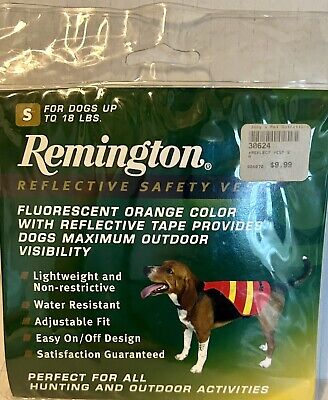 S FOR DOGS UP
TO 18 LBS.
30624
$9.99
Remington
REFLECTIVE SAFETY VES
FLUORESCENT ORANGE COLOR
WITH REFLECTIVE TAPE PROVIDES
DOGS MAXIMUM OUTDOOR
VISIBILITY
Lightweight and
Non-restrictive
Water Resistant
Adjustable Fit
Easy On/Off Design
Satisfaction Guaranteed
PERFECT FOR ALL
HUNTING AND OUTDOOR ACTIVITIES